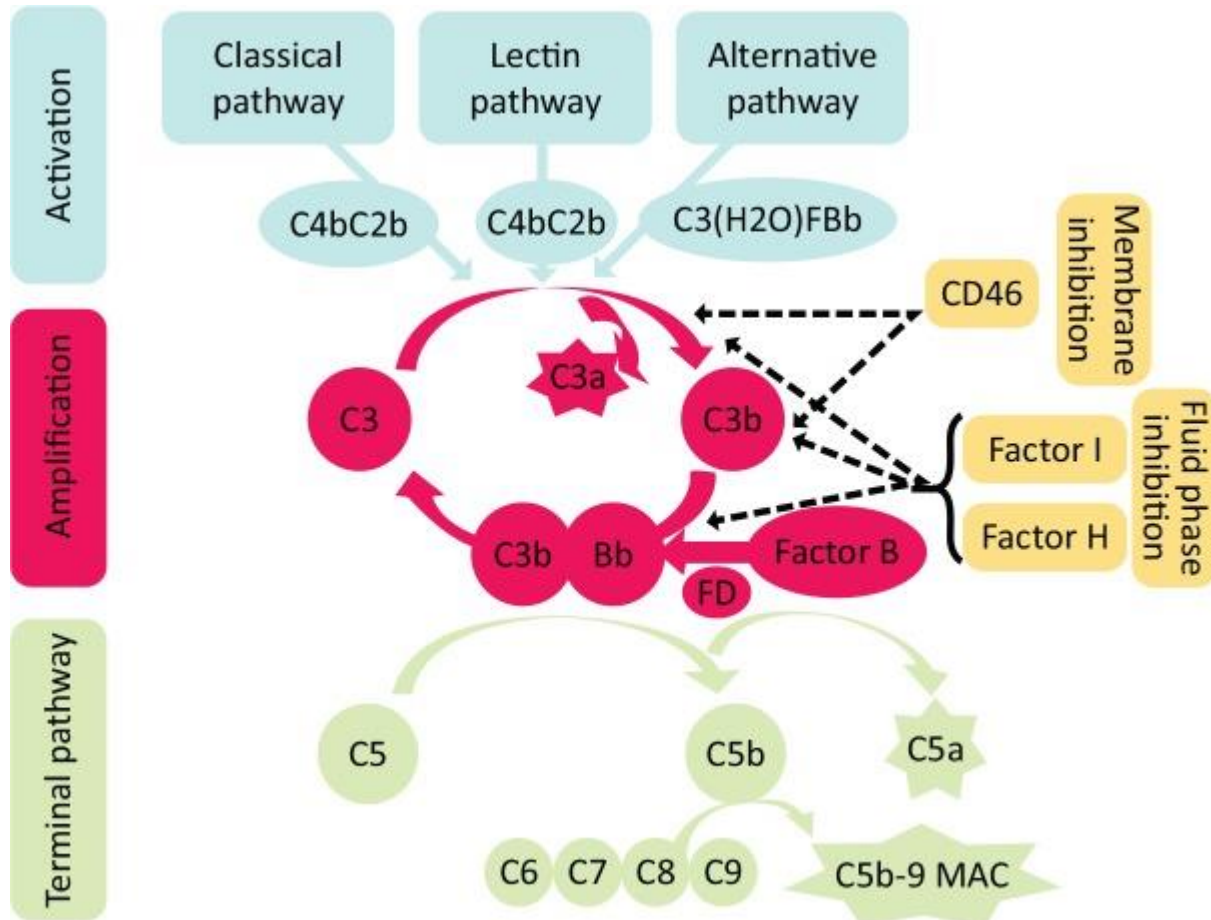 Activation
Classical
pathway
Lectin
pathway
Alternative
pathway
C4bC2b
C4bC2b
C3(H2O)FBb
Membrane
inhibition
CD46
Amplification
C3
C3a
C3b
Fluid phase
inhibition
Factor I
Factor H
C3b
Bb
Factor B
FD
Terminal pathway
C5
C5b
C5a
C6
C7
C8
C9
C5b-9 MAC